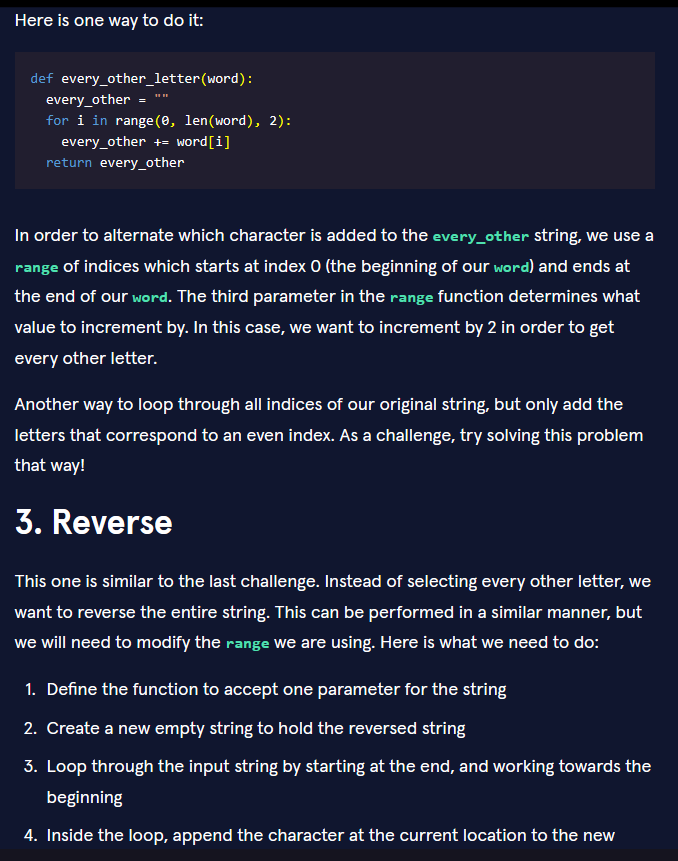 Here is one way to do it:
def every_other_letter(word):
  every_other = ""
  for i in range(0, len(word), 2):
    every_other += word[i]
  return every_other
In order to alternate which character is added to the every_other string, we use a
range of indices which starts at index 0 (the beginning of our word) and ends at
the end of our word. The third parameter in the range function determines what
value to increment by. In this case, we want to increment by 2 in order to get
every other letter.
Another way to loop through all indices of our original string, but only add the
letters that correspond to an even index. As a challenge, try solving this problem
that way!
3. Reverse
This one is similar to the last challenge. Instead of selecting every other letter, we
want to reverse the entire string. This can be performed in a similar manner, but
we will need to modify the range we are using. Here is what we need to do:
1. Define the function to accept one parameter for the string
2. Create a new empty string to hold the reversed string
3. Loop through the input string by starting at the end, and working towards the
beginning
4. Inside the loop, append the character at the current location to the new